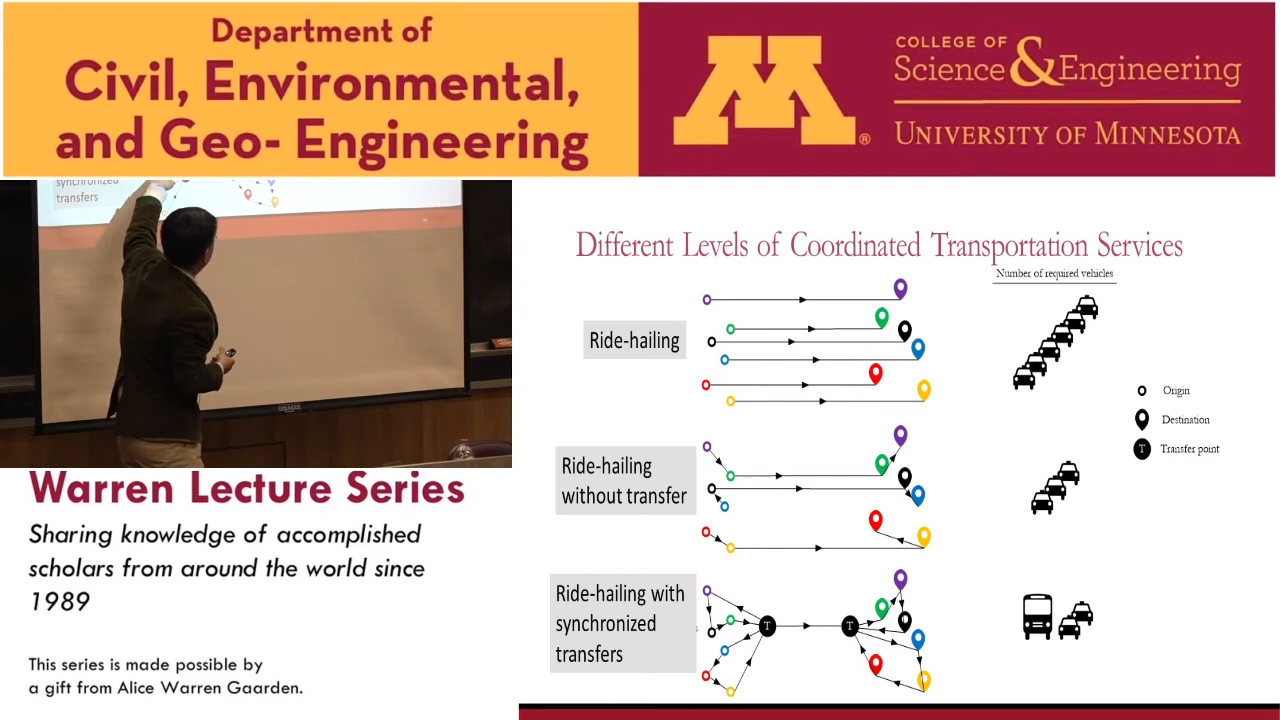 Department of
Civil, Environmental,
and Geo- Engineering
M®
COLLEGE OF
Science & Engineering
UNIVERSITY OF MINNESOTA
synchronized
transfers
Warren Lecture Series
Sharing knowledge of accomplished
scholars from around the world since
1989
This series is made possible by
a gift from Alice Warren Gaarden.
Different Levels of Coordinated Transportation Services
Number of required vehicles
Ride-hailing
Origin
Destination
T Transfer point
Ride-hailing
without transfer
Ride-hailing with
synchronized
transfers
T
T